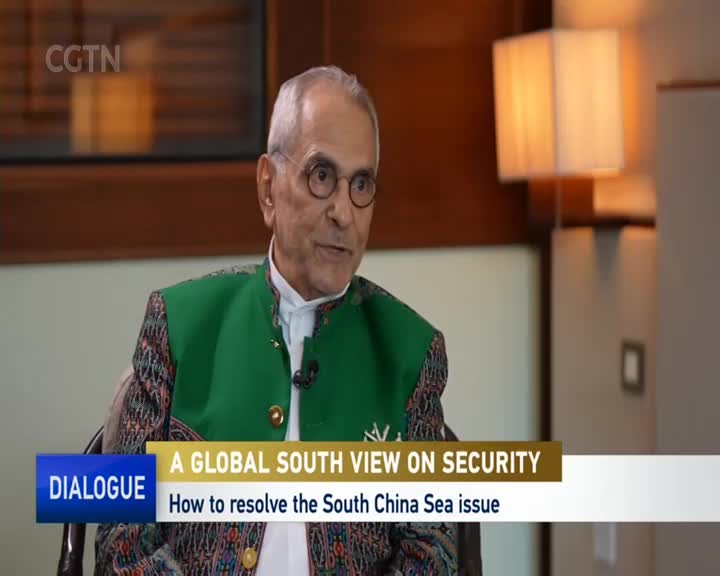 CGTN
A GLOBAL SOUTH VIEW ON SECURITY
DIALOGUE
How to resolve the South China Sea issue